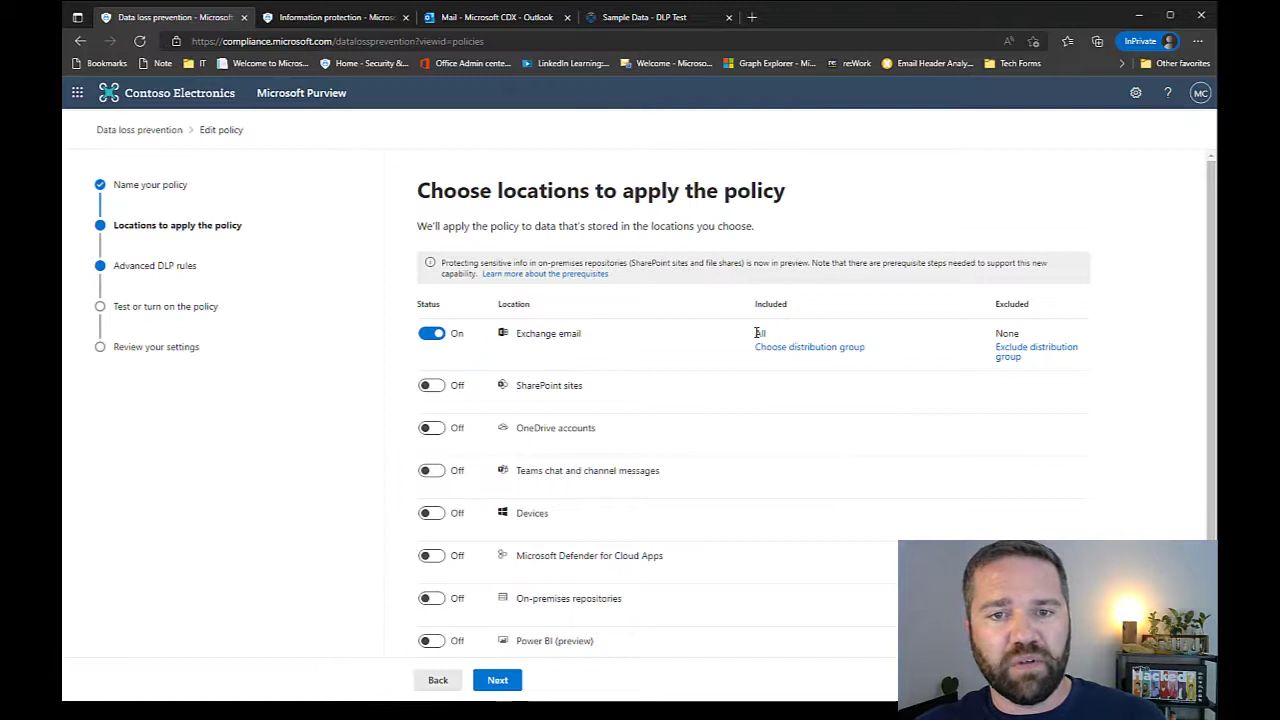 Data loss prevention - Microsoft
Information protection - Micros
Mail - Microsoft CDX - Outlook
Sample Data - DLP Test
https://compliance.microsoft.com/datalossprevention?viewid=policies
InPrivate
Bookmarks
Note
IT
Welcome to Micros...
Home - Security &...
Office Admin cente...
LinkedIn Learning:...
Welcome - Microso...
Graph Explorer - Mi...
reWork
Email Header Analy...
Tech Forms
Other favorites
Contoso Electronics
Microsoft Purview
?
MC
Data loss prevention > Edit policy
Name your policy
Locations to apply the policy
Advanced DLP rules
Test or turn on the policy
Review your settings
Choose locations to apply the policy
We'll apply the policy to data that's stored in the locations you choose.
Protecting sensitive info in on-premises repositories (SharePoint sites and file shares) is now in preview. Note that there are prerequisite steps needed to support this new
capability. Learn more about the prerequisites
Status Location Included Excluded
On Exchange email All None
Choose distribution group
Exclude distribution
group
Off SharePoint sites
Off OneDrive accounts
Off Teams chat and channel messages
Off Devices
Off Microsoft Defender for Cloud Apps
Off On-premises repositories
Off Power BI (preview)
Back Next
Hacked?